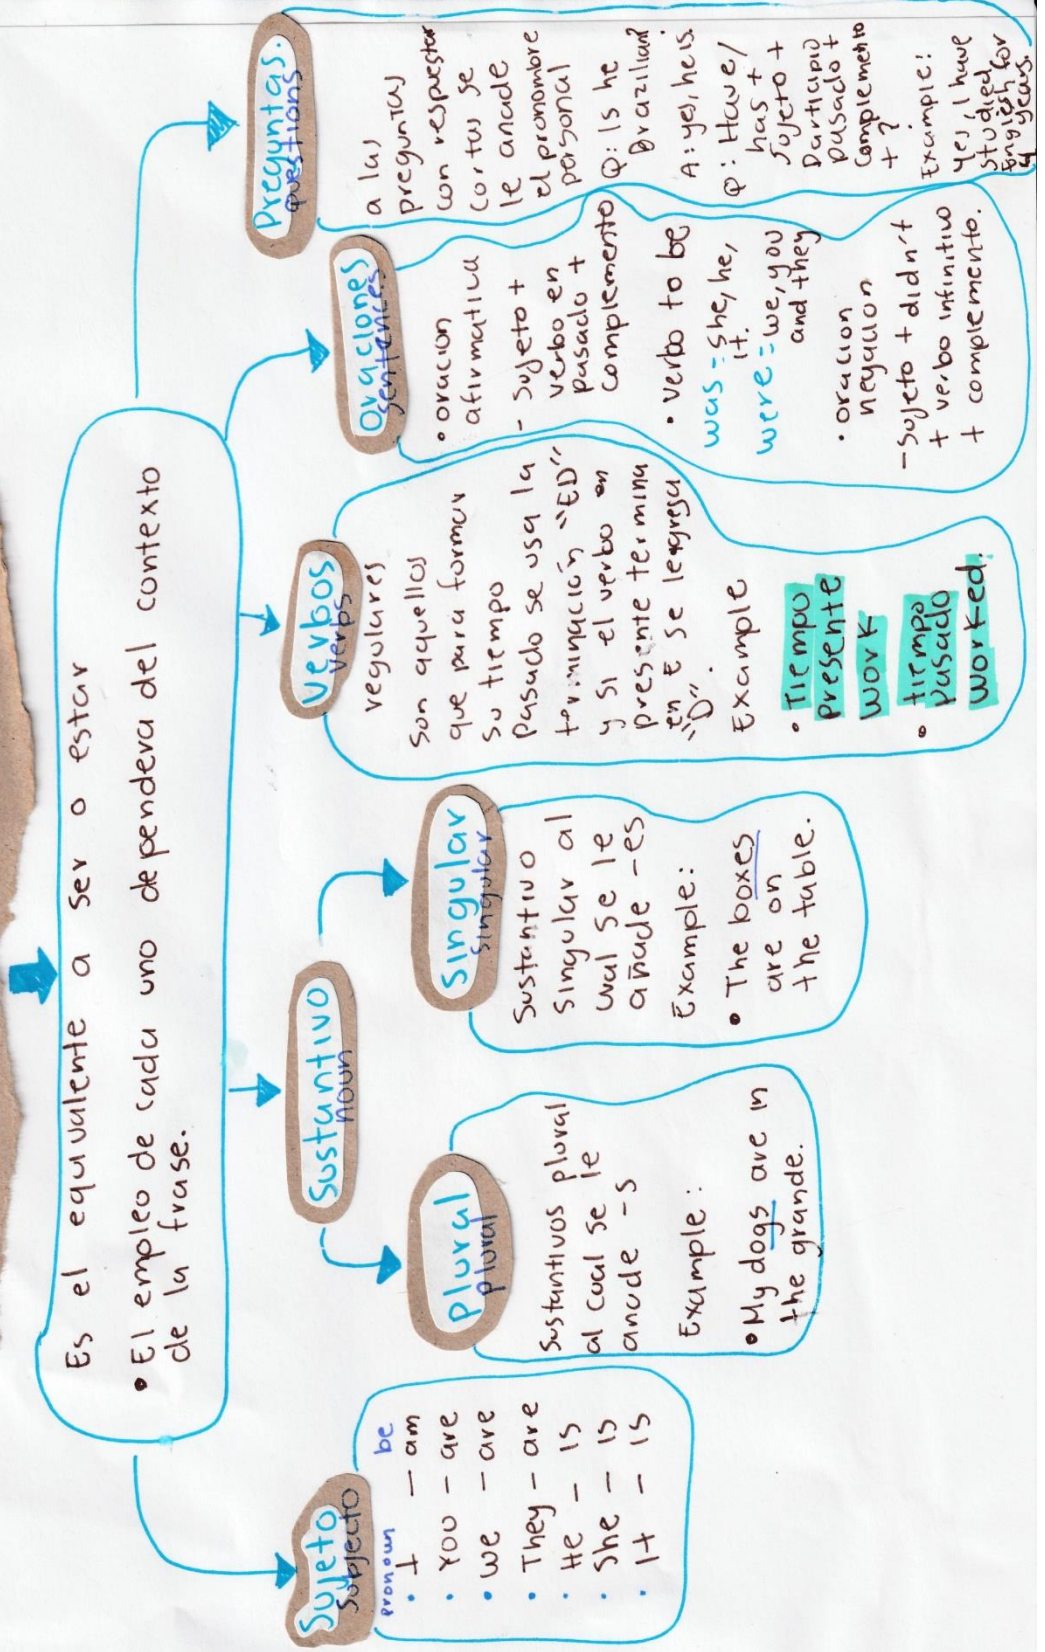 Es el equivalente a ser o estar
• El empleo de cada uno dependera del contexto
de la frase.
Sujeto
Subjecto
pronoun be
• I — am
• You — are
• We — are
• They — are
• He — is
• She — is
• It — is
Sustantivo
noun
Plural
plural
Sustantivos plural
al cual se le
anade -s
Example:
• My dogs are in
the grande.
Singular
singular
Sustantivo
singular al
cual se le
añade -es
Example:
• The boxes
are on
the table.
Verbos
verbs
regulares
Son aquellos
que para formar
su tiempo
pasado se usa la
terminación "ED"
y si el verbo en
presente termina
en E se legresa
"D".
Example
• Tiempo
presente
work
• tiempo
pasado
worked.
Oraciones
sentences
• oracion
afirmativa
- Sujeto +
verbo en
pasado +
complemento
• verbo to be
was = she, he,
it.
were = we, you
and they
• oracion
negacion
- Sujeto + didn't
+ verbo infinitivo
+ complemento.
Preguntas.
questions
a las
preguntas
con respuestas
cortas se
le anade
el pronombre
personal
Q: Is he
Brazilian?
A: yes, he is.
Q: Have/
has +
Sujeto +
participio
pasado +
complemento
+ ?
Example:
Yes, I have
studied
English for
4 years.